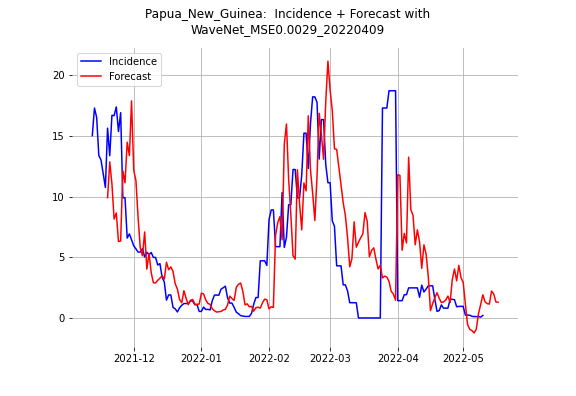 Papua_New_Guinea:  Incidence + Forecast with
WaveNet_MSE0.0029_20220409
Incidence
Forecast
20
15
10
5
0
2021-12
2022-01
2022-02
2022-03
2022-04
2022-05